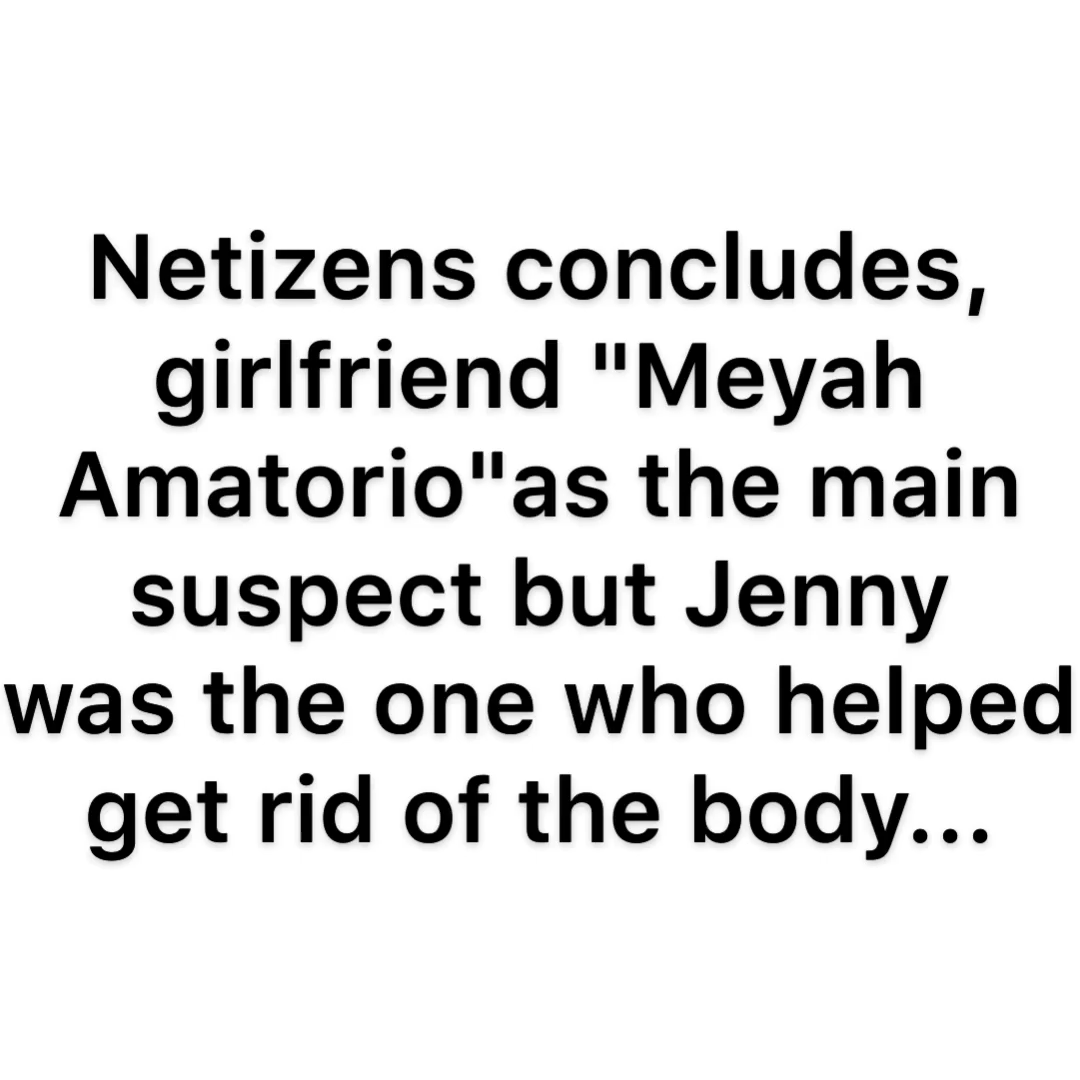 Netizens concludes,
girlfriend "Meyah
Amatorio"as the main
suspect but Jenny
was the one who helped
get rid of the body...